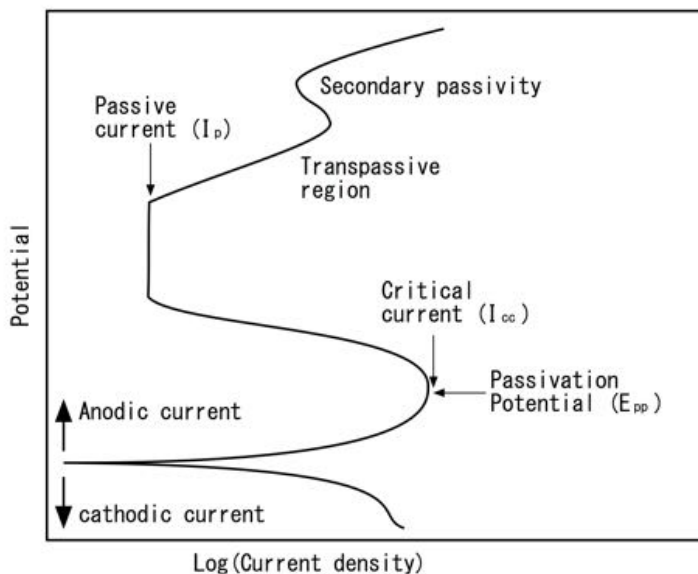 Secondary passivity
Passive
current (Ip)
Transpassive
region
Potential
Critical
current (Icc)
Passivation
Potential (Epp)
Anodic current
cathodic current
Log(Current density)